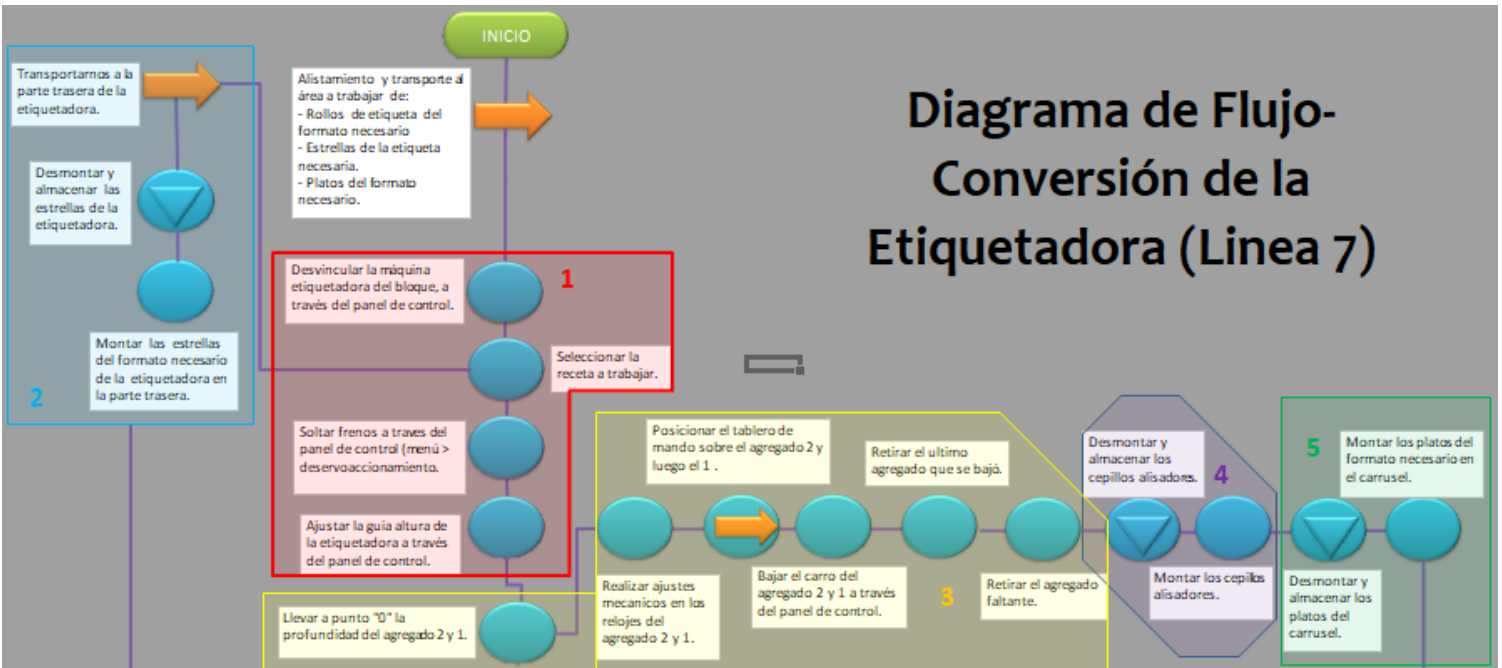 INICIO
Diagrama de Flujo-
Conversión de la
Etiquetadora (Linea 7)
Alistamiento y transporte al
área a trabajar de:
- Rollos de etiqueta del
formato necesario
- Estrellas de la etiqueta
necesaria.
- Platos del formato
necesario.
1
Desvincular la máquina
etiquetadora del bloque, a
través del panel de control.
Seleccionar la
receta a trabajar.
Soltar frenos a traves del
panel de control (menú >
deservoaccionamiento.
Ajustar la guia altura de
la etiquetadora a través
del panel de control.
2
Transportarnos a la
parte trasera de la
etiquetadora.
Desmontar y
almacenar las
estrellas de la
etiquetadora.
Montar las estrellas
del formato necesario
de la etiquetadora en
la parte trasera.
3
Llevar a punto "0" la
profundidad del agregado 2 y 1.
Realizar ajustes
mecanicos en los
relojes del
agregado 2 y 1.
Posicionar el tablero de
mando sobre el agregado 2 y
luego el 1 .
Bajar el carro del
agregado 2 y 1 a través
del panel de control.
Retirar el ultimo
agregado que se bajó.
Retirar el agregado
faltante.
4
Desmontar y
almacenar los
cepillos alisadores.
Montar los cepillos
alisadores.
5
Desmontar y
almacenar los
platos del
carrusel.
Montar los platos del
formato necesario en
el carrusel.